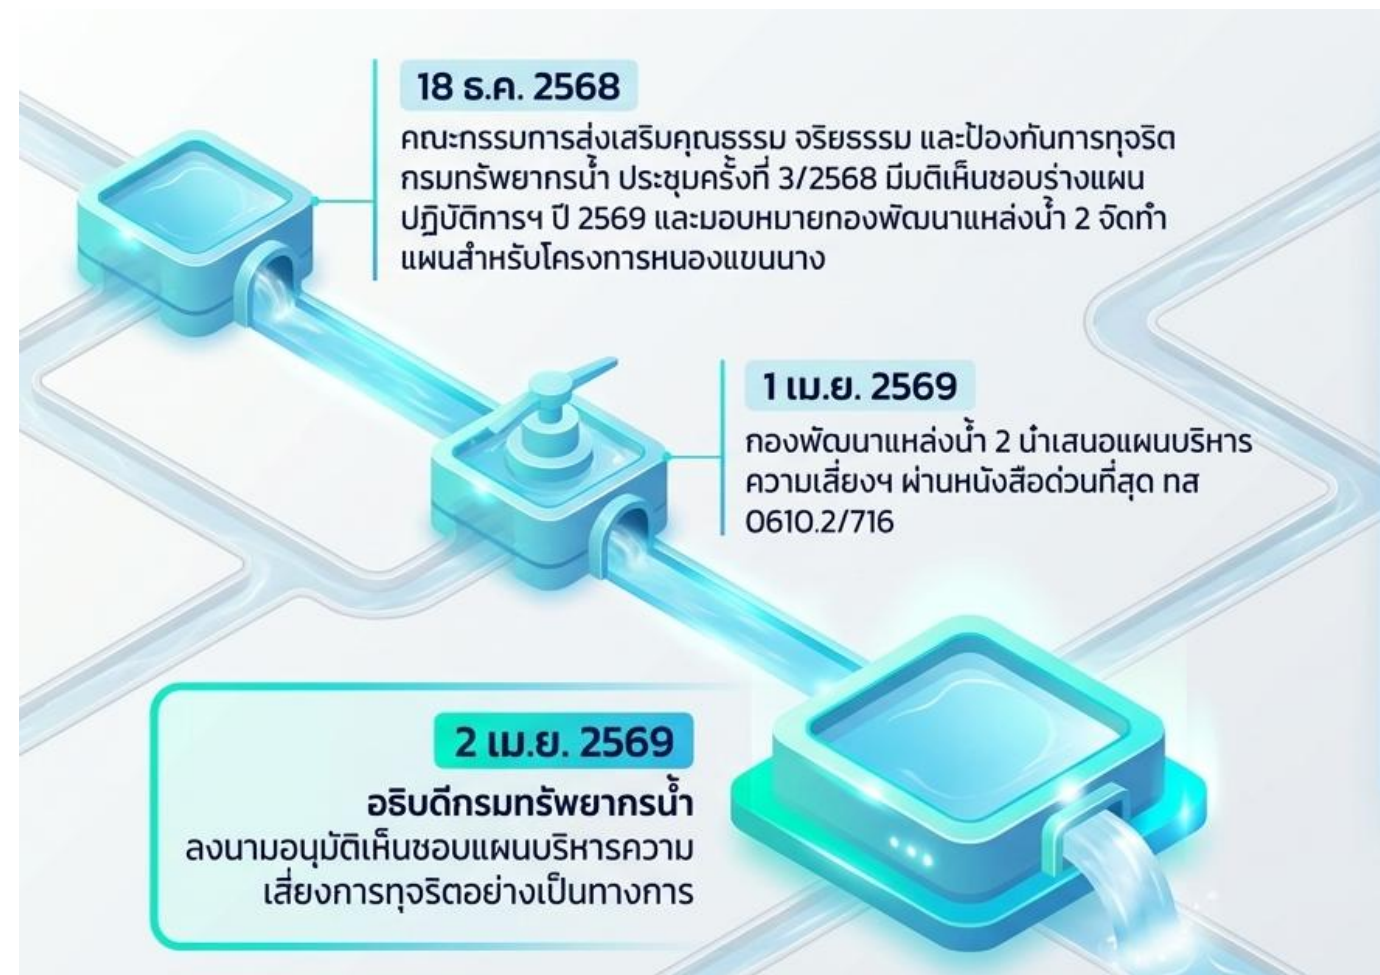 18 ธ.ค. 2568
คณะกรรมการส่งเสริมคุณธรรม จริยธรรม และป้องกันการทุจริต
กรมทรัพยากรน้ำ ประชุมครั้งที่ 3/2568 มีมติเห็นชอบร่างแผน
ปฏิบัติการฯ ปี 2569 และมอบหมายกองพัฒนาแหล่งน้ำ 2 จัดทำ
แผนสำหรับโครงการหนองแขนนาง
1 เม.ย. 2569
กองพัฒนาแหล่งน้ำ 2 นำเสนอแผนบริหาร
ความเสี่ยงฯ ผ่านหนังสือด่วนที่สุด ทส
0610.2/716
2 เม.ย. 2569
อธิบดีกรมทรัพยากรน้ำ
ลงนามอนุมัติเห็นชอบแผนบริหารความ
เสี่ยงการทุจริตอย่างเป็นทางการ